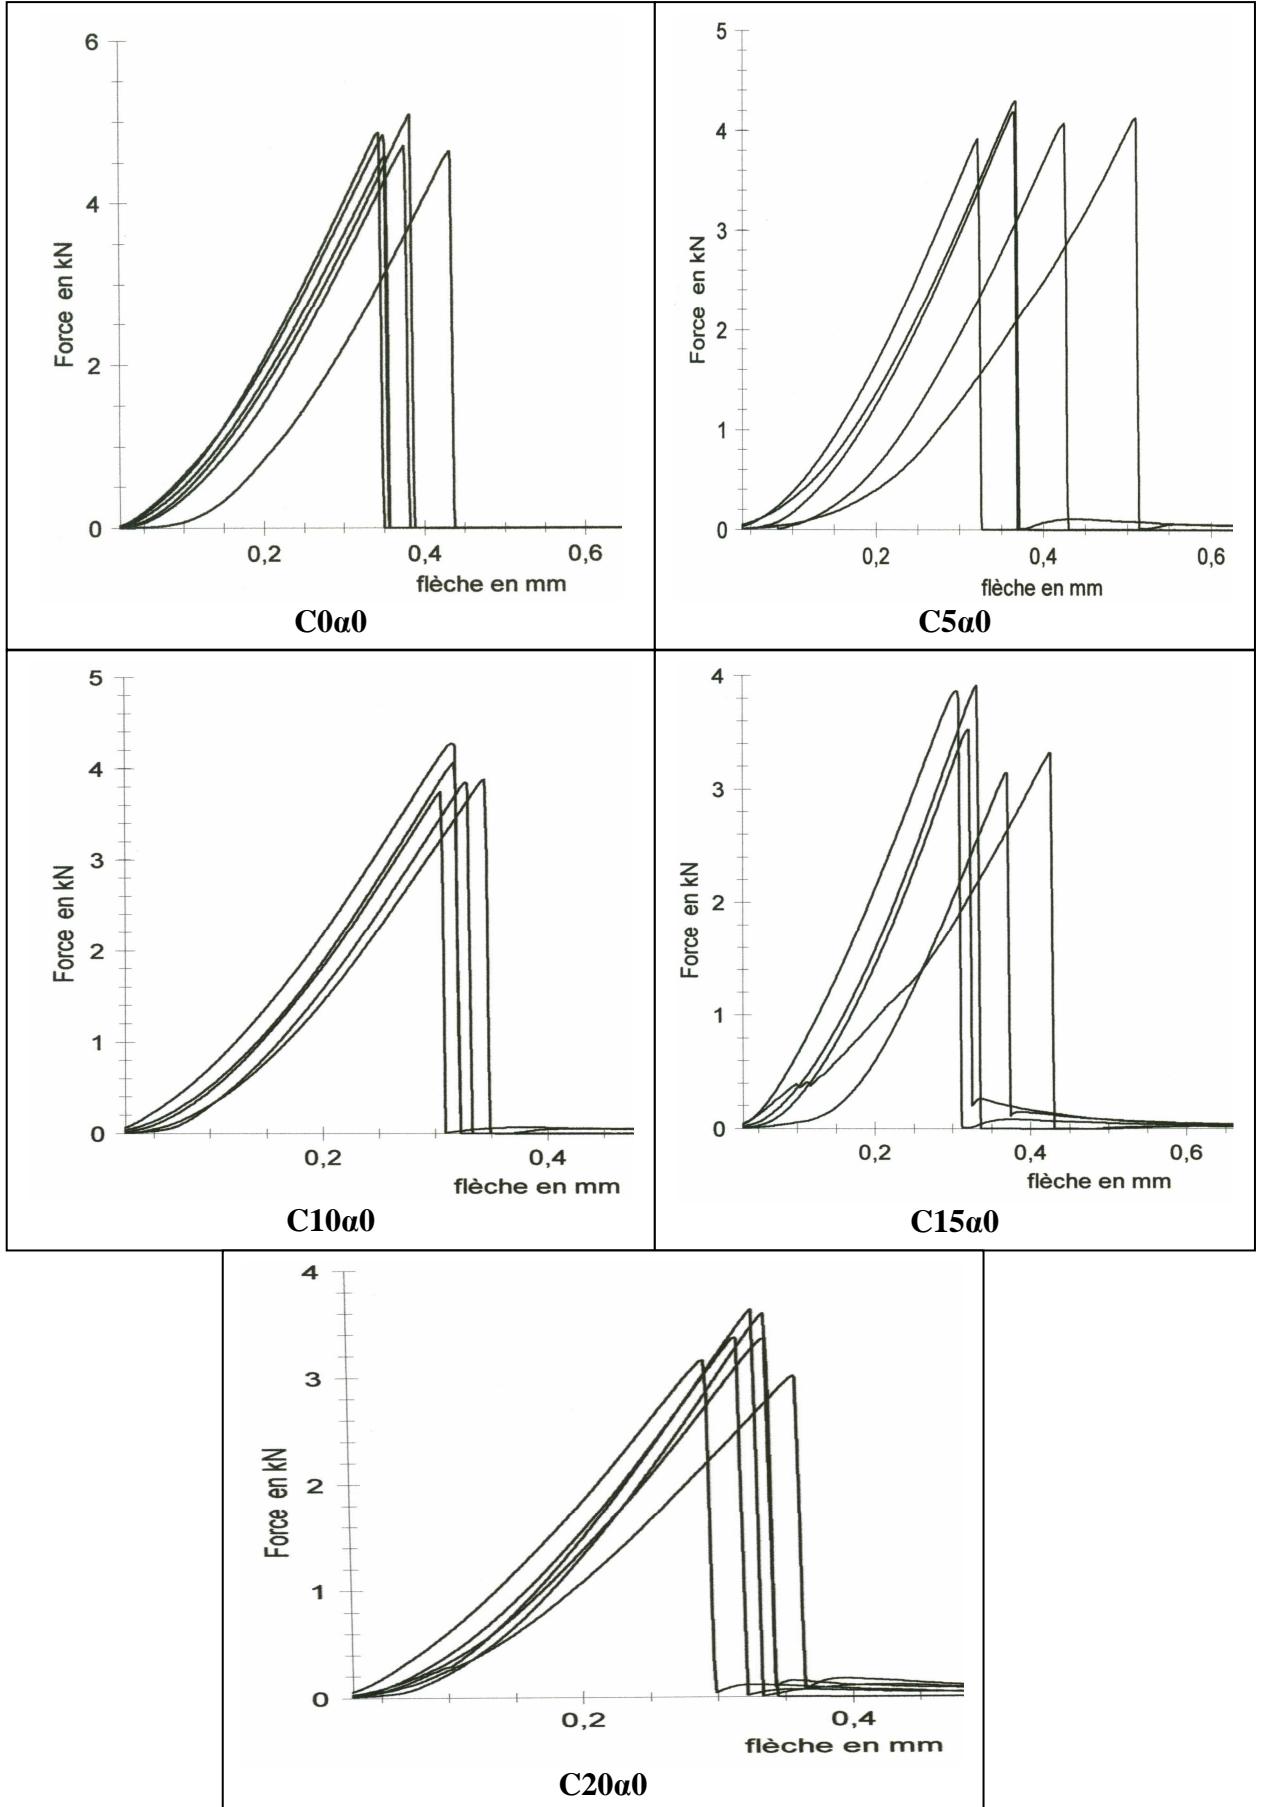 6
4
2
0
Force en kN
0,2 0,4 0,6
flèche en mm
C0α0
5
4
3
2
1
0
Force en kN
0,2 0,4 0,6
flèche en mm
C5α0
5
4
3
2
1
0
Force en kN
0,2 0,4
flèche en mm
C10α0
4
3
2
1
0
Force en kN
0,2 0,4 0,6
flèche en mm
C15α0
4
3
2
1
0
Force en kN
0,2 0,4
flèche en mm
C20α0